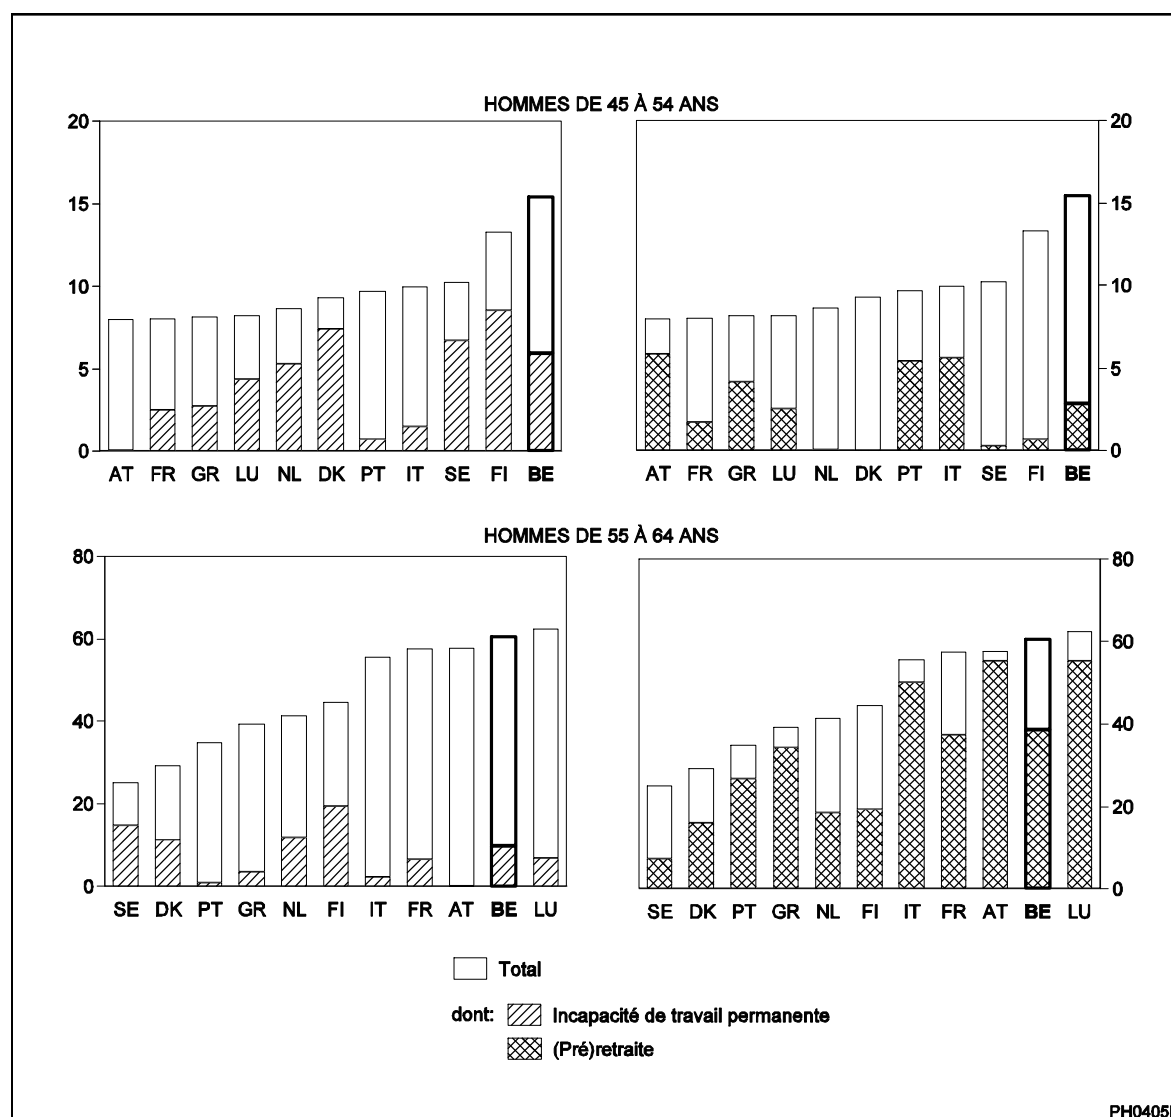 HOMMES DE 45 À 54 ANS
20
15
10
5
0
AT FR GR LU NL DK PT IT SE FI BE
20
15
10
5
0
AT FR GR LU NL DK PT IT SE FI BE
HOMMES DE 55 À 64 ANS
80
60
40
20
0
SE DK PT GR NL FI IT FR AT BE LU
80
60
40
20
0
SE DK PT GR NL FI IT FR AT BE LU
Total
dont: Incapacité de travail permanente
(Pré)retraite